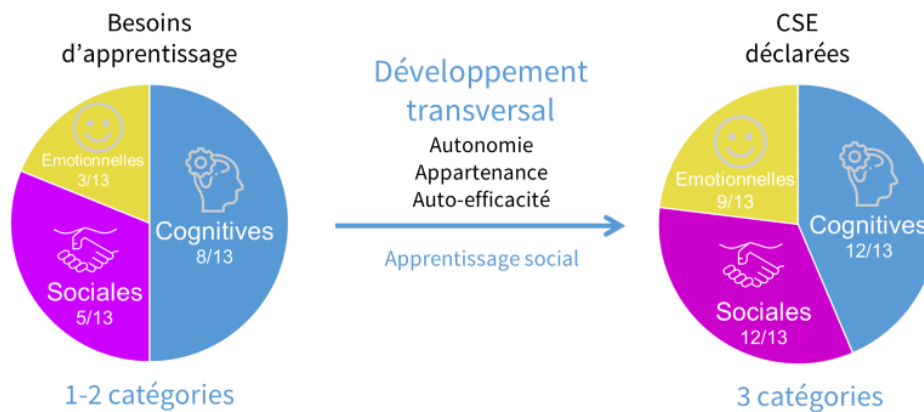 Besoins
d'apprentissage
Emotionnelles
3/13
Cognitives
8/13
Sociales
5/13
1-2 catégories
Développement
transversal
Autonomie
Appartenance
Auto-efficacité
Apprentissage social
CSE
déclarées
Emotionnelles
9/13
Cognitives
12/13
Sociales
12/13
3 catégories